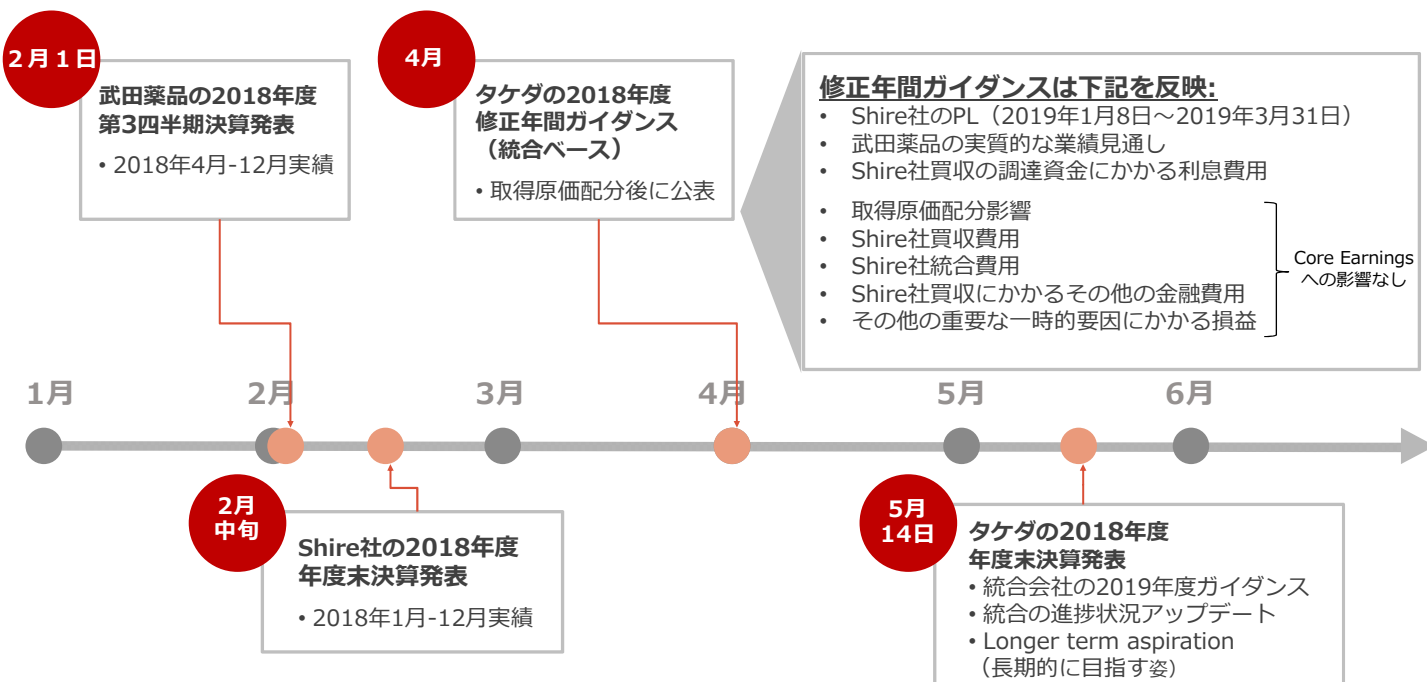 2月1日
武田薬品の2018年度
第3四半期決算発表
• 2018年4月-12月実績
4月
タケダの2018年度
修正年間ガイダンス
（統合ベース）
• 取得原価配分後に公表
修正年間ガイダンスは下記を反映:
• Shire社のPL（2019年1月8日～2019年3月31日）
• 武田薬品の実質的な業績見通し
• Shire社買収の調達資金にかかる利息費用
• 取得原価配分影響
• Shire社買収費用
• Shire社統合費用
• Shire社買収にかかるその他の金融費用
• その他の重要な一時的要因にかかる損益
Core Earnings
への影響なし
1月
2月
3月
4月
5月
6月
2月
中旬
Shire社の2018年度
年度末決算発表
• 2018年1月-12月実績
5月
14日
タケダの2018年度
年度末決算発表
• 統合会社の2019年度ガイダンス
• 統合の進捗状況アップデート
• Longer term aspiration
（長期的に目指す姿）